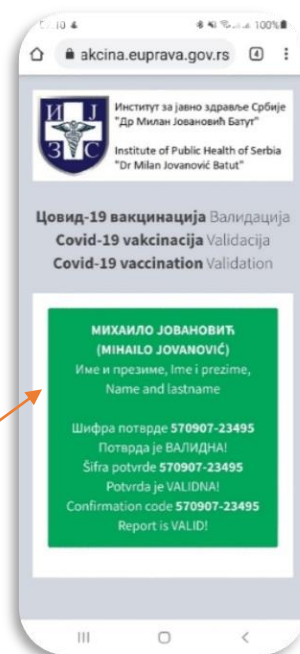 100%
akcina.euprava.gov.rs
4
И Ј
З С
Институт за јавно здравље Србије
"Др Милан Јовановић Батут"
Institute of Public Health of Serbia
"Dr Milan Jovanović Batut"
Цовид-19 вакцинација Валидација
Covid-19 vakcinacija Validacija
Covid-19 vaccination Validation
МИХАИЛО ЈОВАНОВИЋ
(MIHAILO JOVANOVIĆ)
Име и презиме, Ime i prezime,
Name and lastname
Шифра потврде 570907-23495
Потврда је ВАЛИДНА!
Šifra potvrde 570907-23495
Potvrda je VALIDNA!
Confirmation code 570907-23495
Report is VALID!